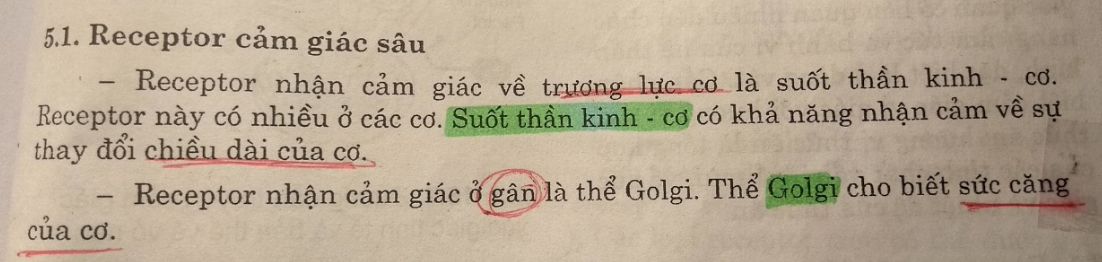 5.1. Receptor cảm giác sâu
– Receptor nhận cảm giác về trương lực cơ là suốt thần kinh - cơ.
Receptor này có nhiều ở các cơ. Suốt thần kinh - cơ có khả năng nhận cảm về sự
thay đổi chiều dài của cơ.
– Receptor nhận cảm giác ở gân là thể Golgi. Thể Golgi cho biết sức căng
của cơ.